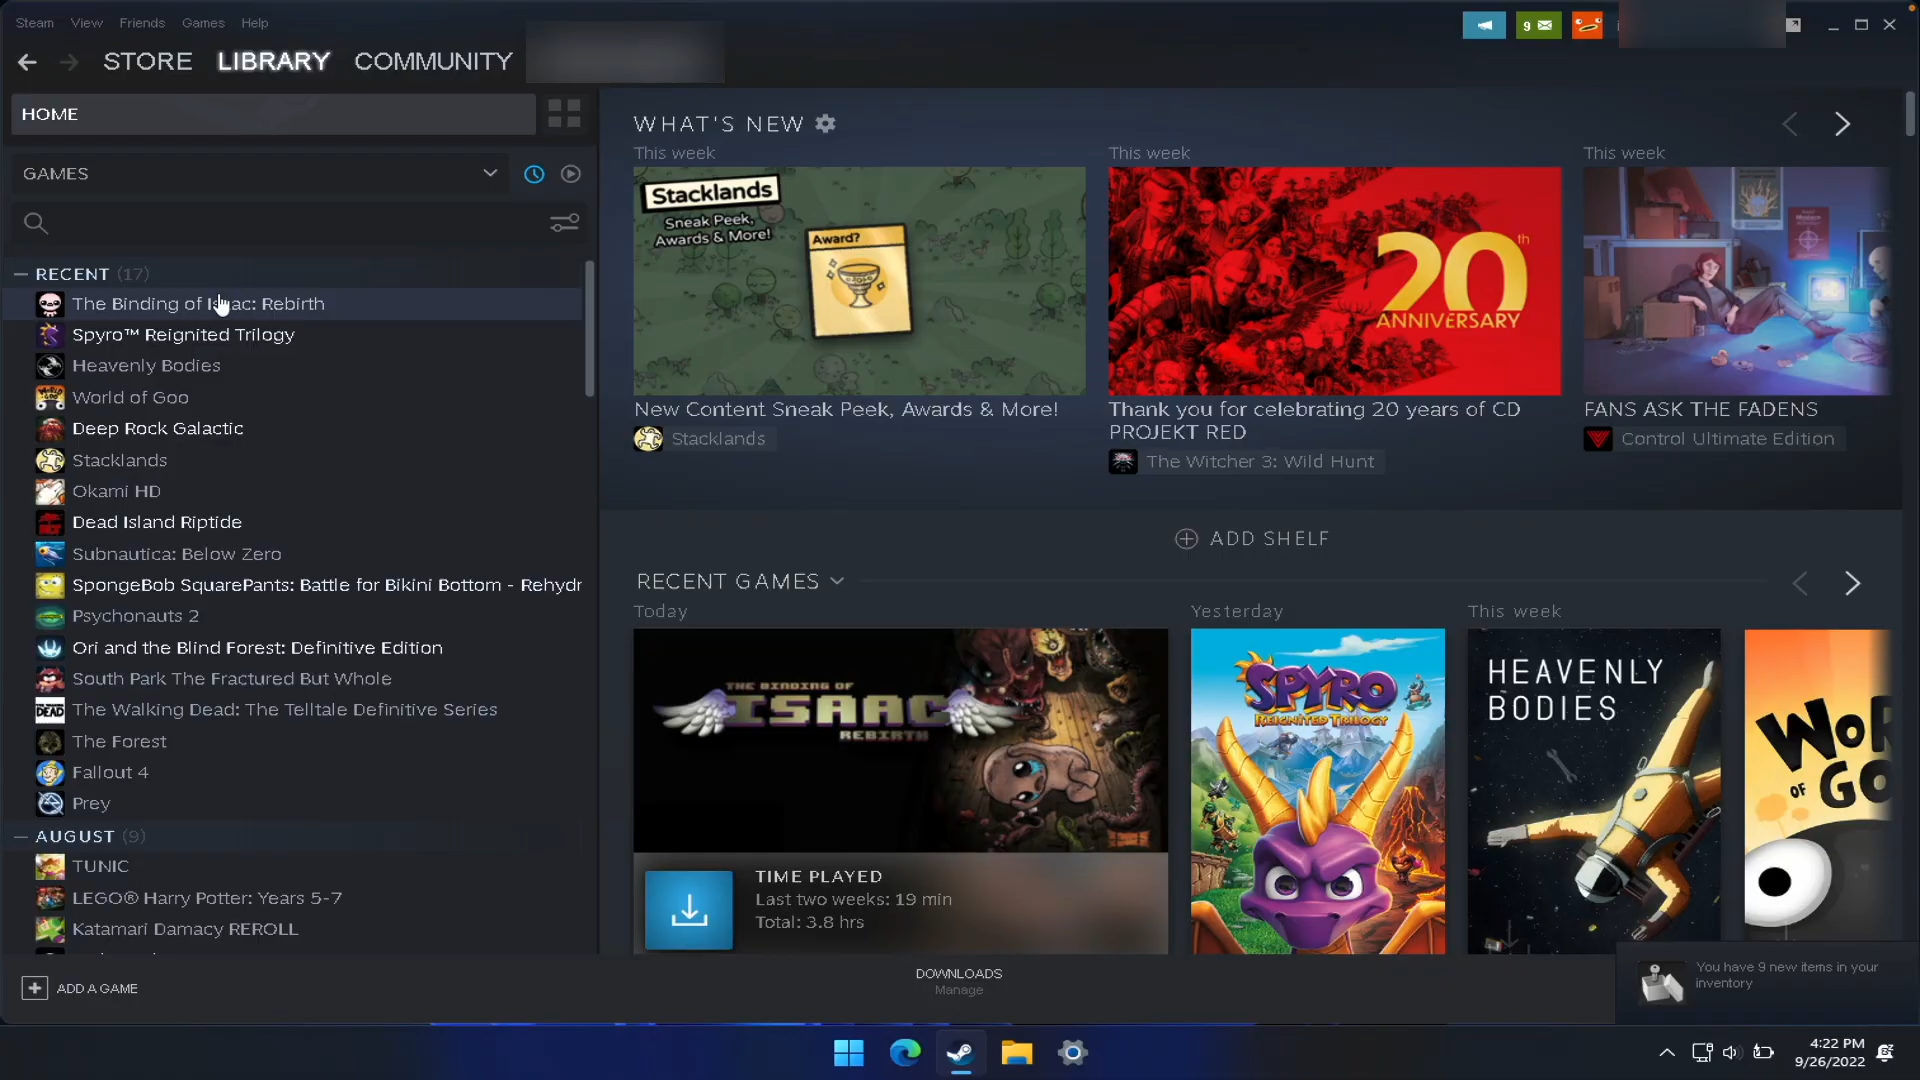 Steam View Friends Games Help
9
STORE LIBRARY COMMUNITY
HOME
GAMES
RECENT (17)
The Binding of Isaac: Rebirth
Spyro™ Reignited Trilogy
Heavenly Bodies
World of Goo
Deep Rock Galactic
Stacklands
Okami HD
Dead Island Riptide
Subnautica: Below Zero
SpongeBob SquarePants: Battle for Bikini Bottom - Rehydr
Psychonauts 2
Ori and the Blind Forest: Definitive Edition
South Park The Fractured But Whole
The Walking Dead: The Telltale Definitive Series
The Forest
Fallout 4
Prey
AUGUST (9)
TUNIC
LEGO® Harry Potter: Years 5-7
Katamari Damacy REROLL
ADD A GAME
WHAT'S NEW
This week
Stacklands
Sneak Peek,
Awards & More!
Award?
New Content Sneak Peek, Awards & More!
Stacklands
This week
20th
ANNIVERSARY
Thank you for celebrating 20 years of CD
PROJEKT RED
The Witcher 3: Wild Hunt
This week
FANS ASK THE FADENS
Control Ultimate Edition
ADD SHELF
RECENT GAMES
Today
THE BINDING OF
ISAAC
REBIRTH
TIME PLAYED
Last two weeks: 19 min
Total: 3.8 hrs
Yesterday
SPYRO
REIGNITED TRILOGY
This week
HEAVENLY
BODIES
WOR
OF GO
DOWNLOADS
Manage
You have 9 new items in your
inventory
4:22 PM
9/26/2022